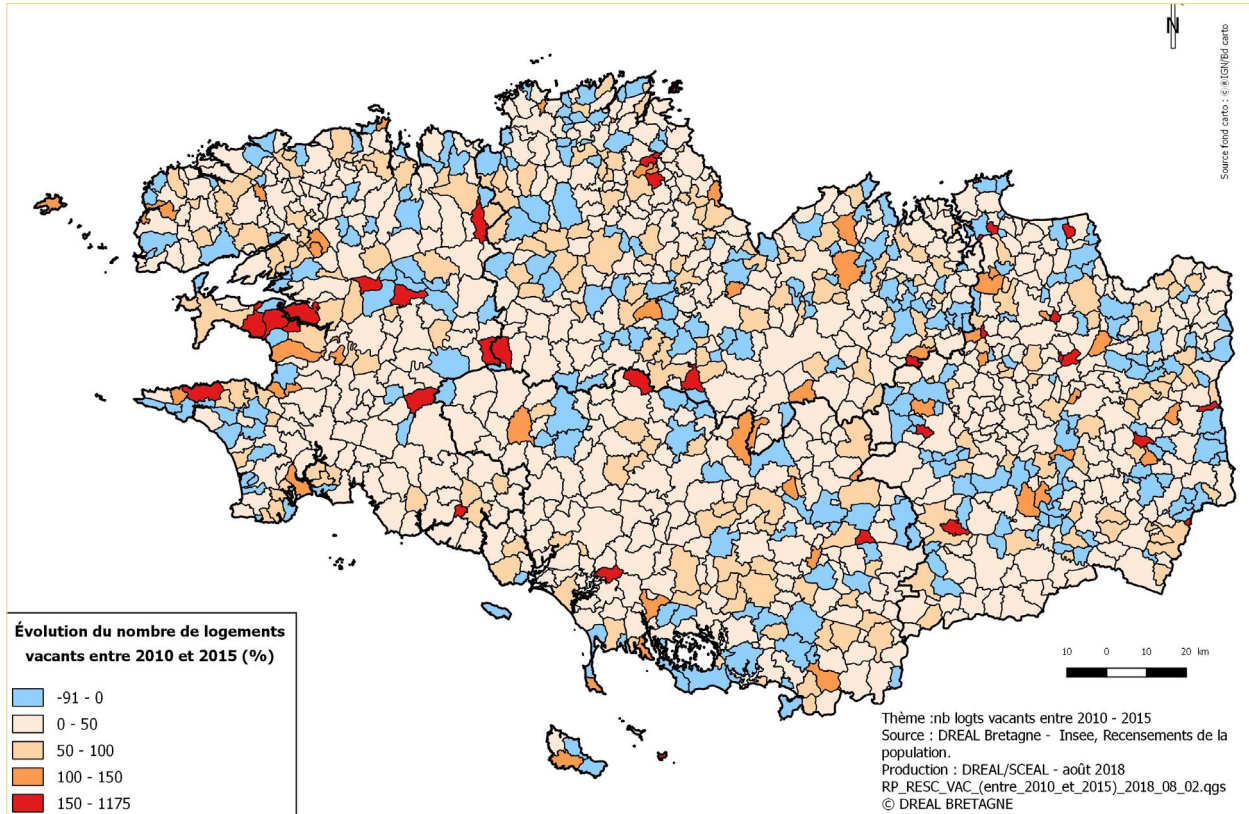 N
Source fond carto : ©®IGN/Bd carto
Évolution du nombre de logements
vacants entre 2010 et 2015 (%)
-91 - 0
0 - 50
50 - 100
100 - 150
150 - 1175
10 0 10 20 km
Thème :nb logts vacants entre 2010 - 2015
Source : DREAL Bretagne - Insee, Recensements de la
population.
Production : DREAL/SCEAL - août 2018
RP_RESC_VAC_(entre_2010_et_2015)_2018_08_02.qgs
© DREAL BRETAGNE